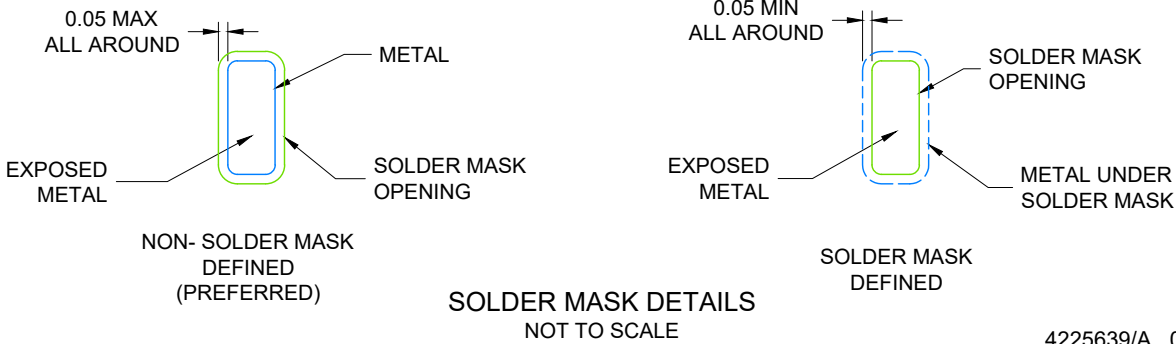 0.05 MAX
ALL AROUND
METAL
EXPOSED
METAL
SOLDER MASK
OPENING
NON- SOLDER MASK
DEFINED
(PREFERRED)
0.05 MIN
ALL AROUND
SOLDER MASK
OPENING
EXPOSED
METAL
METAL UNDER
SOLDER MASK
SOLDER MASK
DEFINED
SOLDER MASK DETAILS
NOT TO SCALE
4225639/A